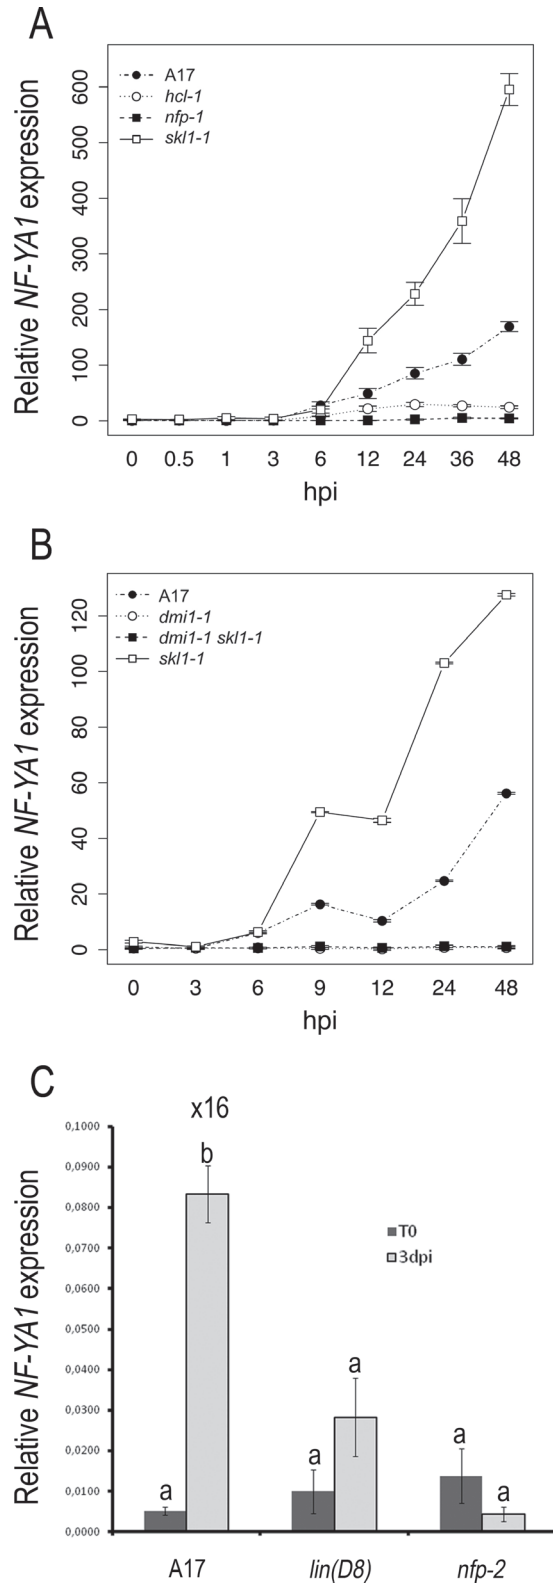 A
Relative NF-YA1 expression
600
500
400
300
200
100
0
A17
hcl-1
nfp-1
skl1-1
0 0.5 1 3 6 12 24 36 48
hpi
B
Relative NF-YA1 expression
120
100
80
60
40
20
0
A17
dmi1-1
dmi1-1 skl1-1
skl1-1
0 3 6 9 12 24 48
hpi
C
x16
Relative NF-YA1 expression
0,1000
0,0900
0,0800
0,0700
0,0600
0,0500
0,0400
0,0300
0,0200
0,0100
0,0000
b
T0
3dpi
a
a
a
a
a
A17 lin(D8) nfp-2